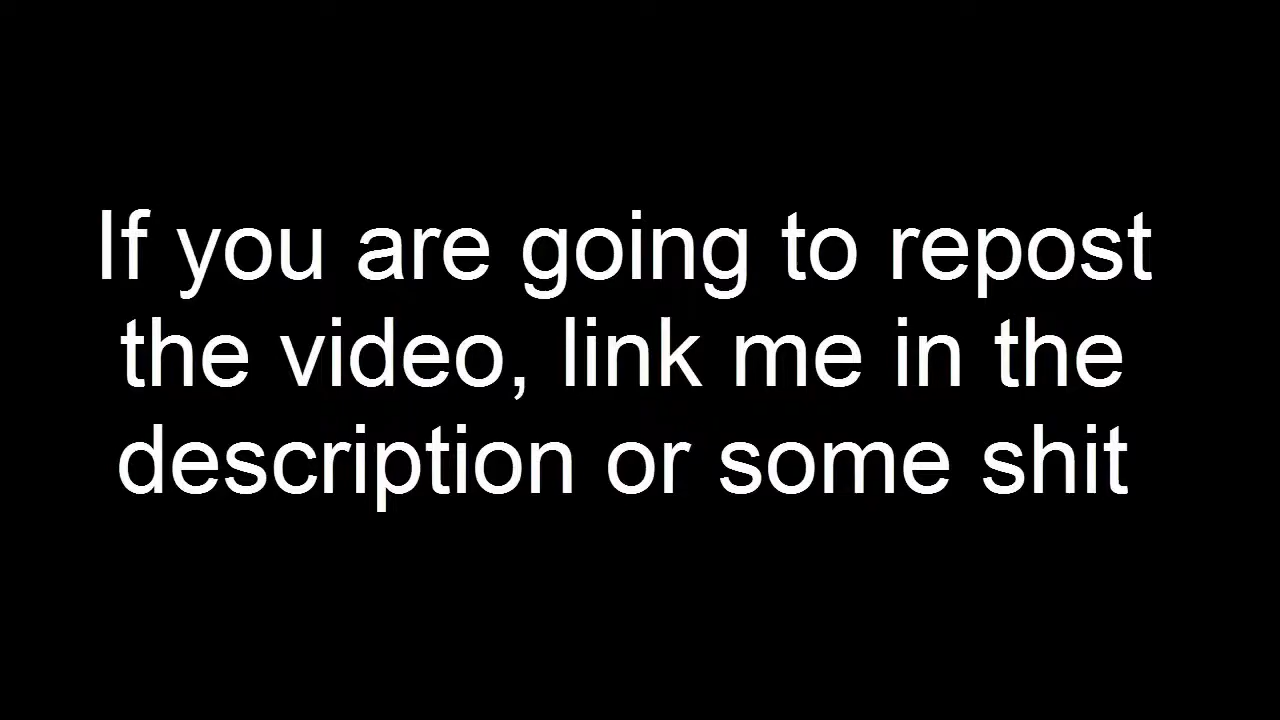 If you are going to repost
the video, link me in the
description or some shit